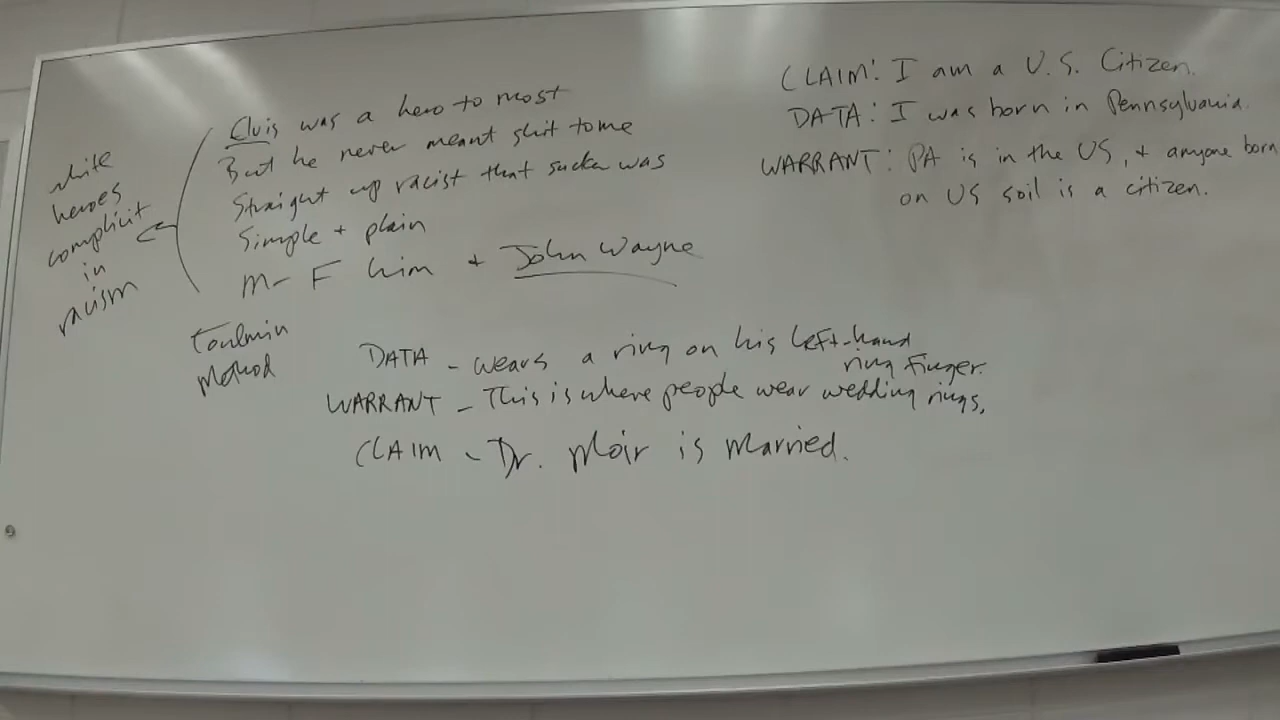 white
heroes
complicit
in
racism
Elvis was a hero to most
But he never meant shit to me
Straight up racist that sucka was
Simple + plain
M-F him + John Wayne
CLAIM: I am a U.S. Citizen.
DATA: I was born in Pennsylvania.
WARRANT: PA is in the US, + anyone born
on US soil is a citizen.
Toulmin
Method
DATA - wears a ring on his left-hand
ring finger.
WARRANT - This is where people wear wedding rings.
CLAIM - Dr. Moir is married.